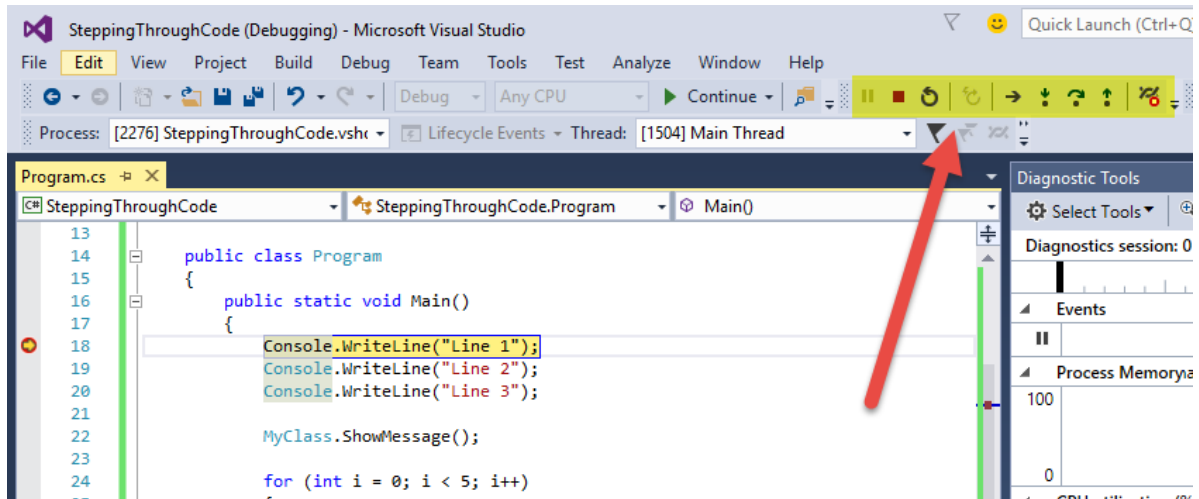 SteppingThroughCode (Debugging) - Microsoft Visual Studio
Quick Launch (Ctrl+Q)
File Edit View Project Build Debug Team Tools Test Analyze Window Help
Debug Any CPU Continue
Process: [2276] SteppingThroughCode.vshc Lifecycle Events Thread: [1504] Main Thread
Program.cs
Diagnostic Tools
C# SteppingThroughCode SteppingThroughCode.Program Main()
Select Tools
13
14 public class Program
Diagnostics session: 0
15 {
16 public static void Main()
Events
17 {
18 Console.WriteLine("Line 1");
19 Console.WriteLine("Line 2");
Process Memory
20 Console.WriteLine("Line 3");
100
21
22 MyClass.ShowMessage();
23
0
24 for (int i = 0; i < 5; i++)